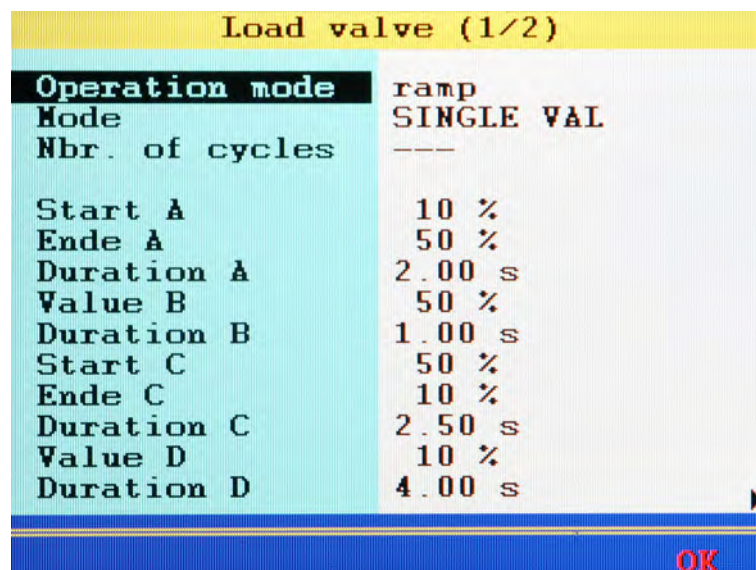 Load valve (1/2)
Operation mode ramp
Mode SINGLE VAL
Nbr. of cycles ---
Start A 10 %
Ende A 50 %
Duration A 2.00 s
Value B 50 %
Duration B 1.00 s
Start C 50 %
Ende C 10 %
Duration C 2.50 s
Value D 10 %
Duration D 4.00 s
OK